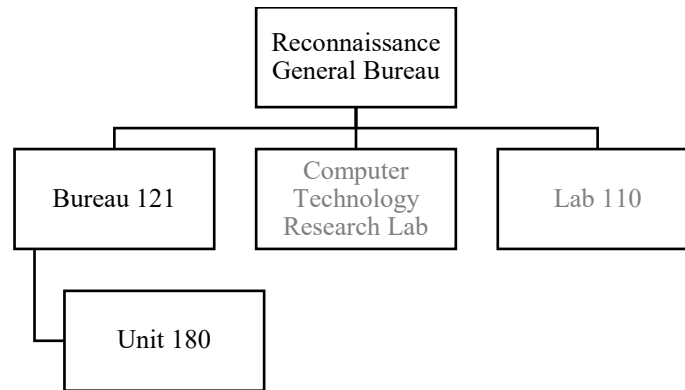 Reconnaissance
General Bureau
Bureau 121
Computer
Technology
Research Lab
Lab 110
Unit 180